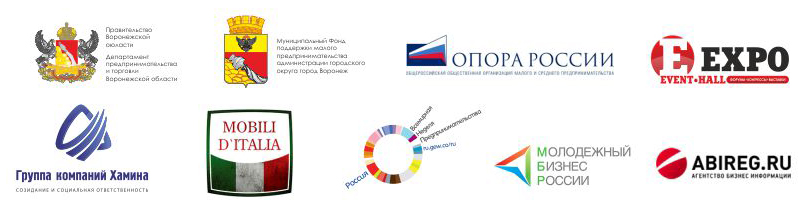 Правительство
Воронежской
области
Департамент
предпринимательства
и торговли
Воронежской области
Муниципальный Фонд
поддержки малого
предпринимательства
администрации городского
округа город Воронеж
ОПОРА РОССИИ
ОБЩЕРОССИЙСКАЯ ОБЩЕСТВЕННАЯ ОРГАНИЗАЦИЯ МАЛОГО И СРЕДНЕГО ПРЕДПРИНИМАТЕЛЬСТВА
E EXPO
EVENT•HALL ФОРУМЫ•КОНГРЕССЫ•ВЫСТАВКИ
Группа компаний Хамина
СОЗИДАНИЕ И СОЦИАЛЬНАЯ ОТВЕТСТВЕННОСТЬ
MOBILI
D'ITALIA
Всемирная
Неделя
Предпринимательства
ru.gew.co/ru
Россия
МБР
МОЛОДЕЖНЫЙ
БИЗНЕС
РОССИИ
ABIREG.RU
АГЕНТСТВО БИЗНЕС ИНФОРМАЦИИ